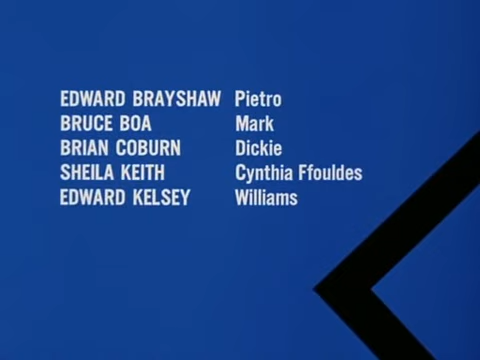 EDWARD BRAYSHAW Pietro
BRUCE BOA Mark
BRIAN COBURN Dickie
SHEILA KEITH Cynthia Ffouldes
EDWARD KELSEY Williams